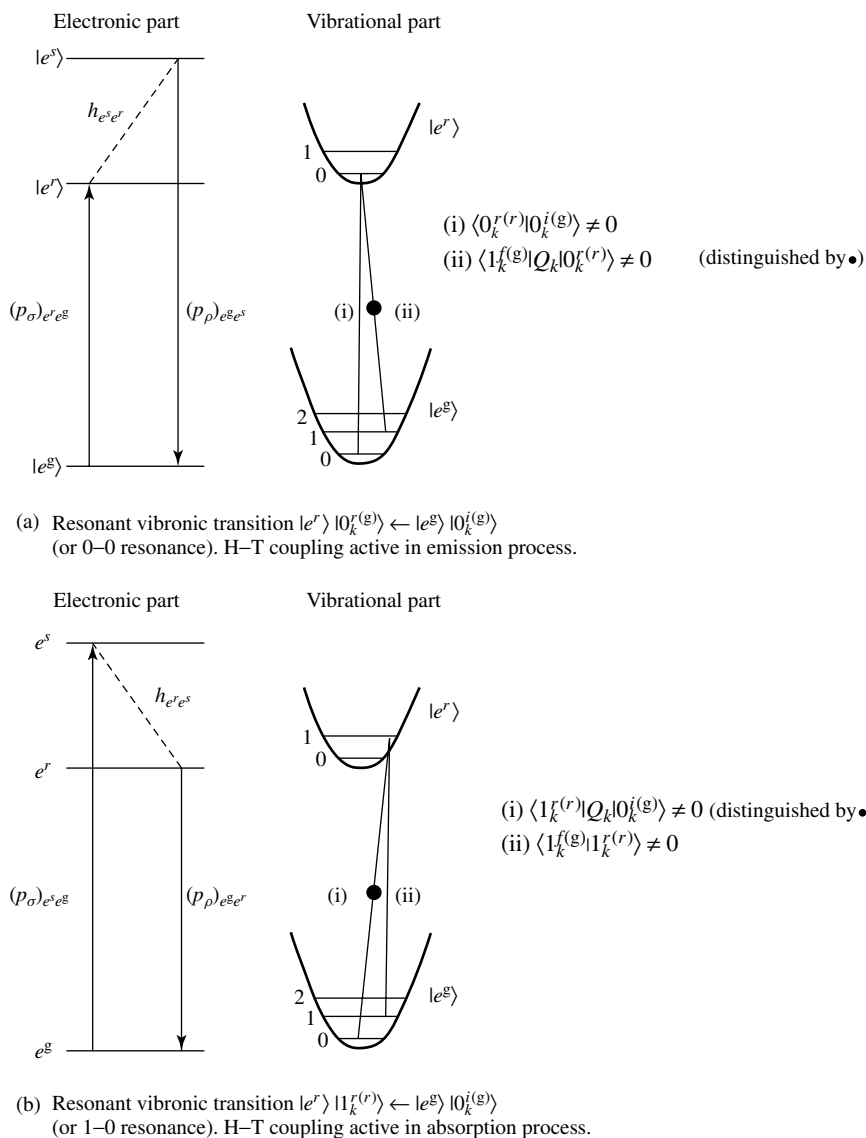 Electronic part Vibrational part
|e^s⟩
h_{e^s e^r}
|e^r⟩
1
0
|e^r⟩
(i) ⟨0_k^{r(r)}|0_k^{i(g)}⟩ ≠ 0
(ii) ⟨1_k^{f(g)}|Q_k|0_k^{r(r)}⟩ ≠ 0 (distinguished by •)
(p_σ)_{e^r e^g} (p_ρ)_{e^g e^s} (i) (ii)
|e^g⟩
2
1
0
|e^g⟩
(a) Resonant vibronic transition |e^r⟩ |0_k^{r(g)}⟩ ← |e^g⟩ |0_k^{i(g)}⟩
(or 0–0 resonance). H–T coupling active in emission process.
Electronic part Vibrational part
e^s
h_{e^r e^s}
|e^r⟩
1
0
e^r
(i) ⟨1_k^{r(r)}|Q_k|0_k^{i(g)}⟩ ≠ 0 (distinguished by •
(ii) ⟨1_k^{f(g)}|1_k^{r(r)}⟩ ≠ 0
(p_σ)_{e^s e^g} (p_ρ)_{e^g e^r} (i) (ii)
2
|e^g⟩
1
0
e^g
(b) Resonant vibronic transition |e^r⟩ |1_k^{r(r)}⟩ ← |e^g⟩ |0_k^{i(g)}⟩
(or 1–0 resonance). H–T coupling active in absorption process.